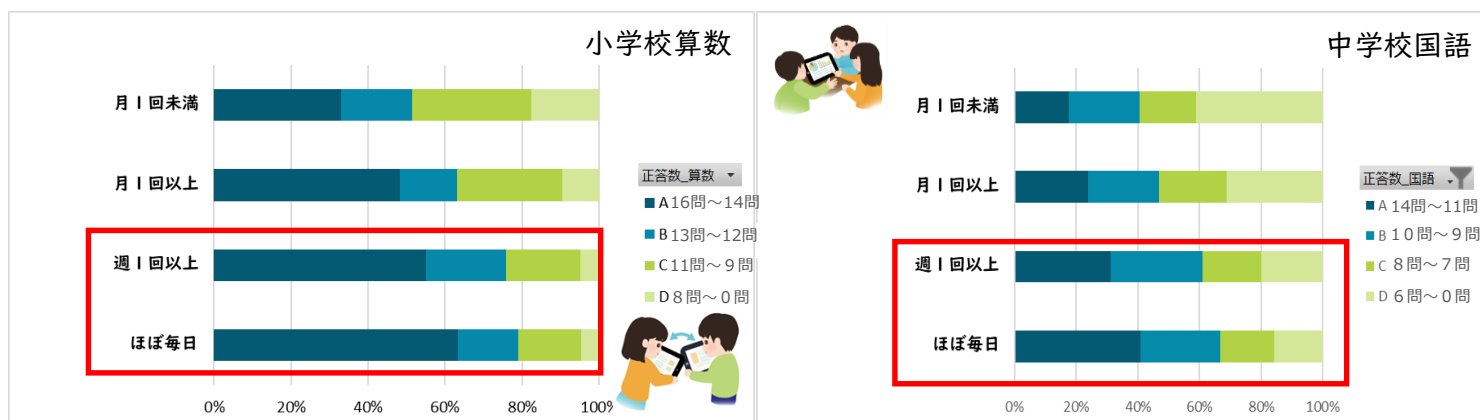 小学校算数
月1回未満
月1回以上
週1回以上
ほぼ毎日
0% 20% 40% 60% 80% 100%
正答数_算数
A16問～14問
B13問～12問
C11問～9問
D8問～0問
中学校国語
月1回未満
月1回以上
週1回以上
ほぼ毎日
0% 20% 40% 60% 80% 100%
正答数_国語
A 14問～11問
B 10問～9問
C 8問～7問
D 6問～0問